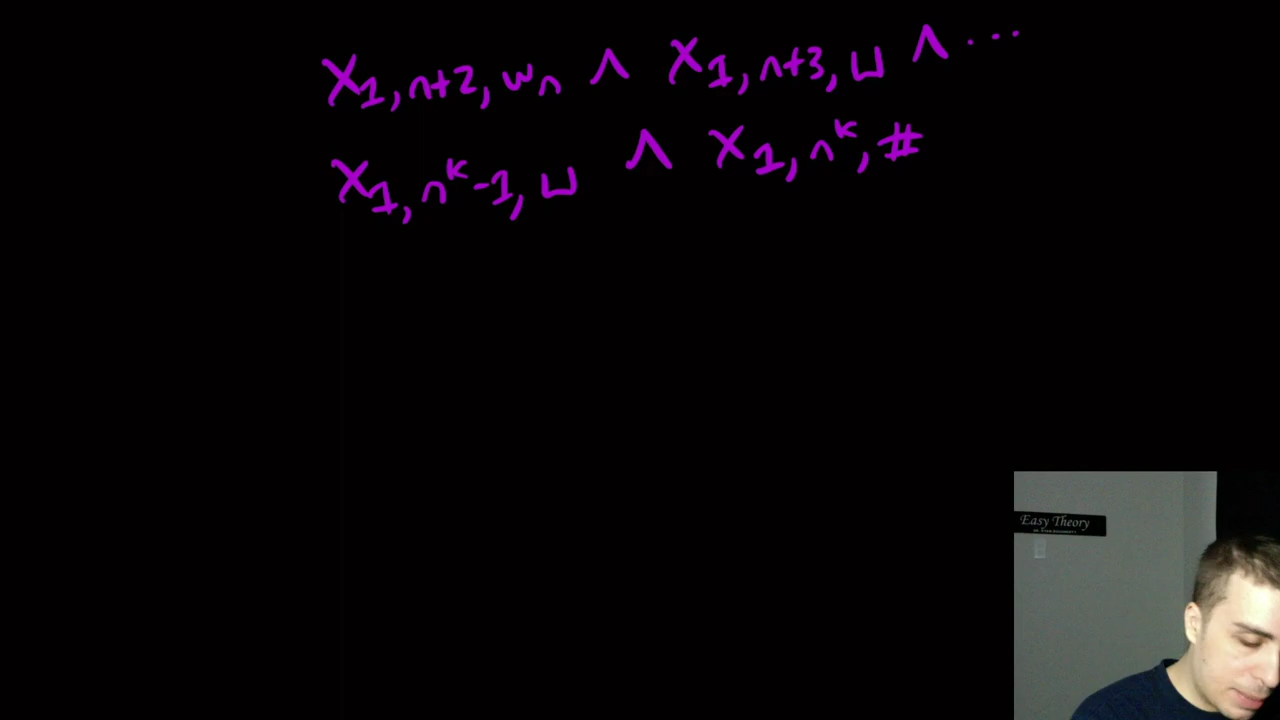 x₁,ₙ₊₂,wₙ ∧ x₁,ₙ₊₃,⊔ ∧ ...
x₁,n^k-1,⊔ ∧ x₁,n^k,#
Easy Theory